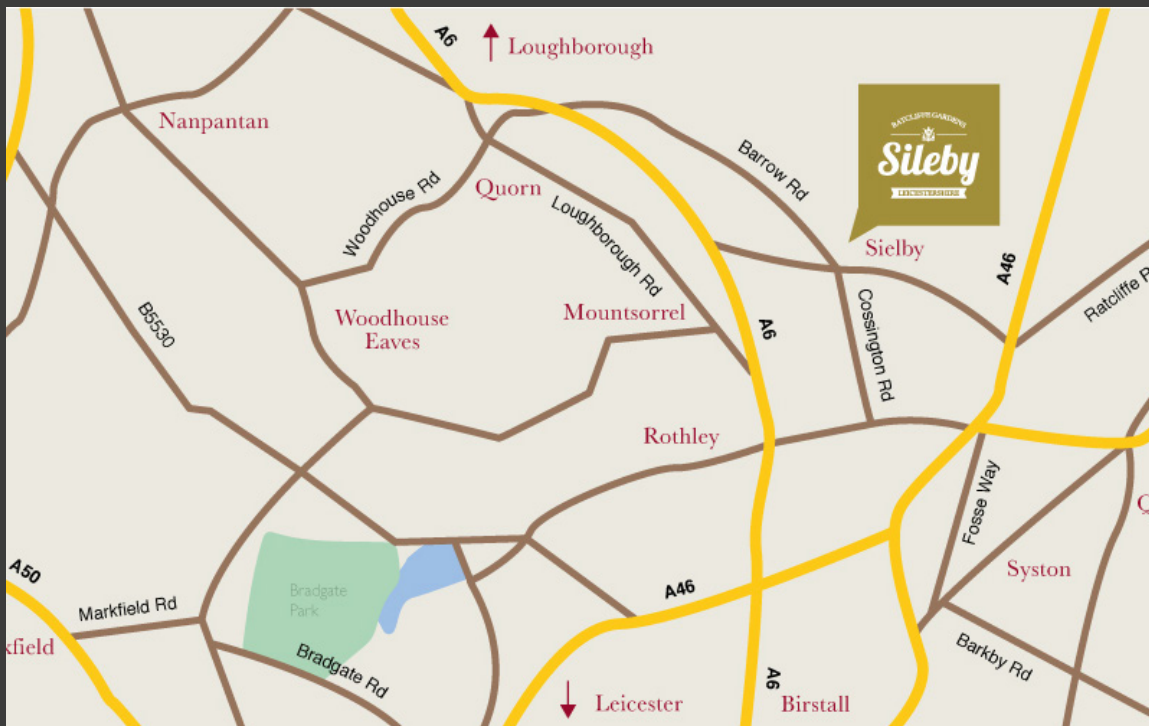 A6
Loughborough
Nanpantan
RATCLIFFE GARDENS
Sileby
LEICESTERSHIRE
Barrow Rd
Quorn
Woodhouse Rd
Loughborough Rd
Sielby
A46
Ratcliffe R
B5530
Woodhouse
Eaves
Mountsorrel
A6
Cossington Rd
Rothley
Fosse Way
Q
A50
Bradgate
Park
Markfield Rd
A46
Syston
kfield
Bradgate Rd
Barkby Rd
A6
Leicester
Birstall